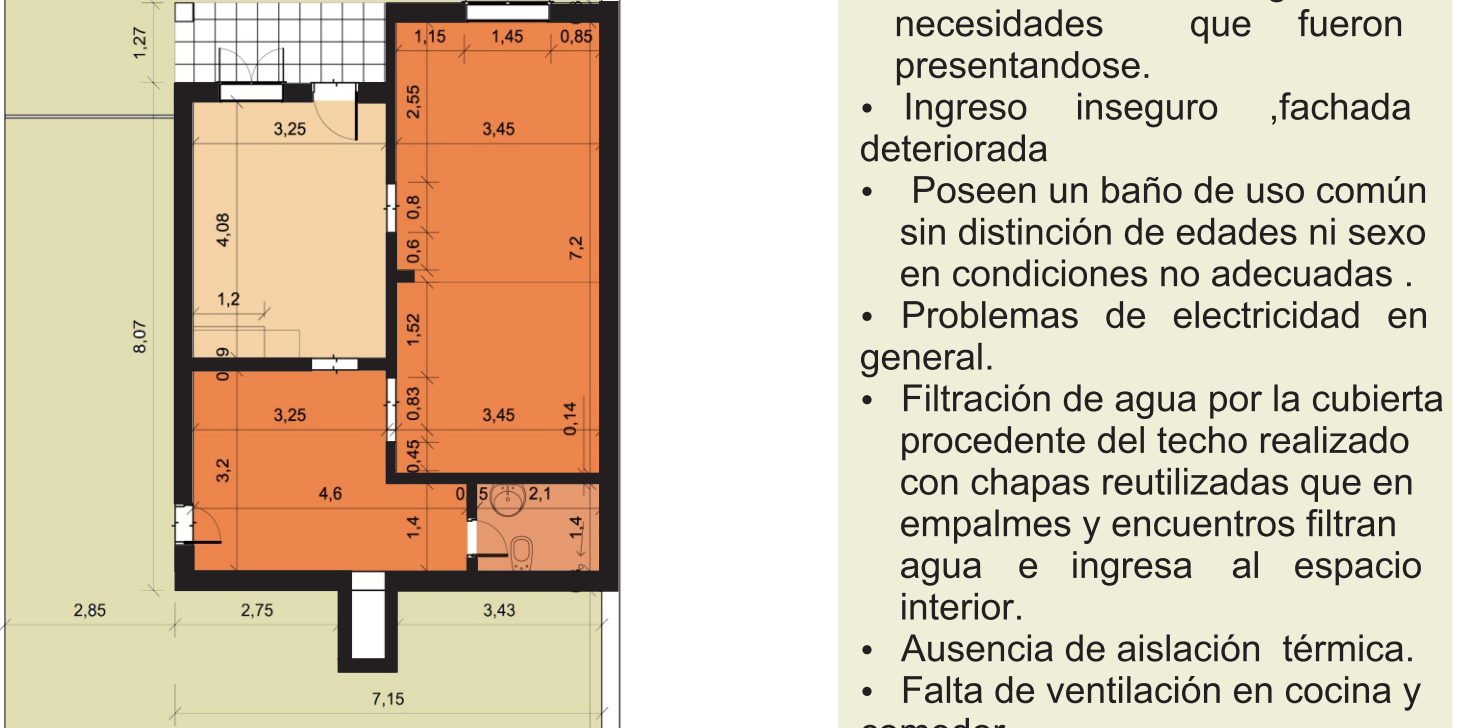 1,27
1,15
1,45
0,85
2,55
3,25
3,45
0,8
4,08
0,6
7,2
1,2
1,52
8,07
0,83
3,25
3,45
0,14
0,45
3,2
4,6
2,1
1,4
1,4
2,85
2,75
3,43
7,15
necesidades que fueron
presentandose.
• Ingreso inseguro ,fachada
deteriorada
• Poseen un baño de uso común
sin distinción de edades ni sexo
en condiciones no adecuadas .
• Problemas de electricidad en
general.
• Filtración de agua por la cubierta
procedente del techo realizado
con chapas reutilizadas que en
empalmes y encuentros filtran
agua e ingresa al espacio
interior.
• Ausencia de aislación térmica.
• Falta de ventilación en cocina y